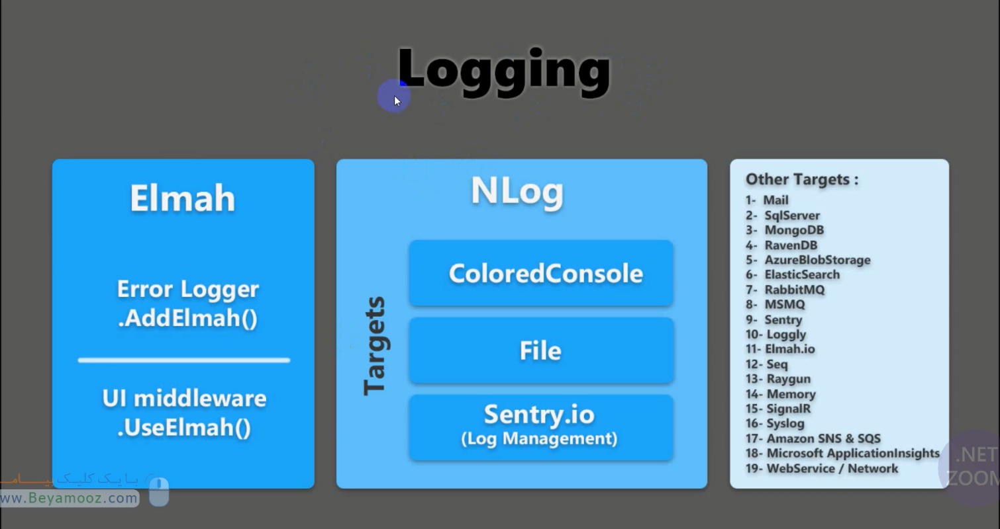 Logging
Elmah
Error Logger
.AddElmah()
UI middleware
.UseElmah()
NLog
Targets
ColoredConsole
File
Sentry.io
(Log Management)
Other Targets :
1- Mail
2- SqlServer
3- MongoDB
4- RavenDB
5- AzureBlobStorage
6- ElasticSearch
7- RabbitMQ
8- MSMQ
9- Sentry
10- Loggly
11- Elmah.io
12- Seq
13- Raygun
14- Memory
15- SignalR
16- Syslog
17- Amazon SNS & SQS
18- Microsoft ApplicationInsights
19- WebService / Network
با یک کلیک بیــامـ
ww.Beyamooz.com
.NET
ZOOM